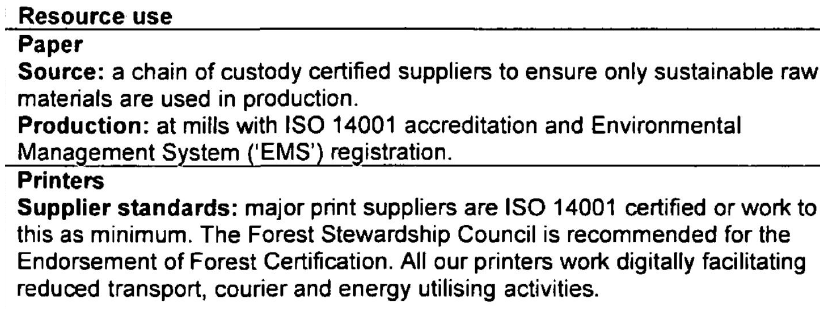 Resource use
Paper
Source: a chain of custody certified suppliers to ensure only sustainable raw
materials are used in production.
Production: at mills with ISO 14001 accreditation and Environmental
Management System ('EMS') registration.
Printers
Supplier standards: major print suppliers are ISO 14001 certified or work to
this as minimum. The Forest Stewardship Council is recommended for the
Endorsement of Forest Certification. All our printers work digitally facilitating
reduced transport, courier and energy utilising activities.